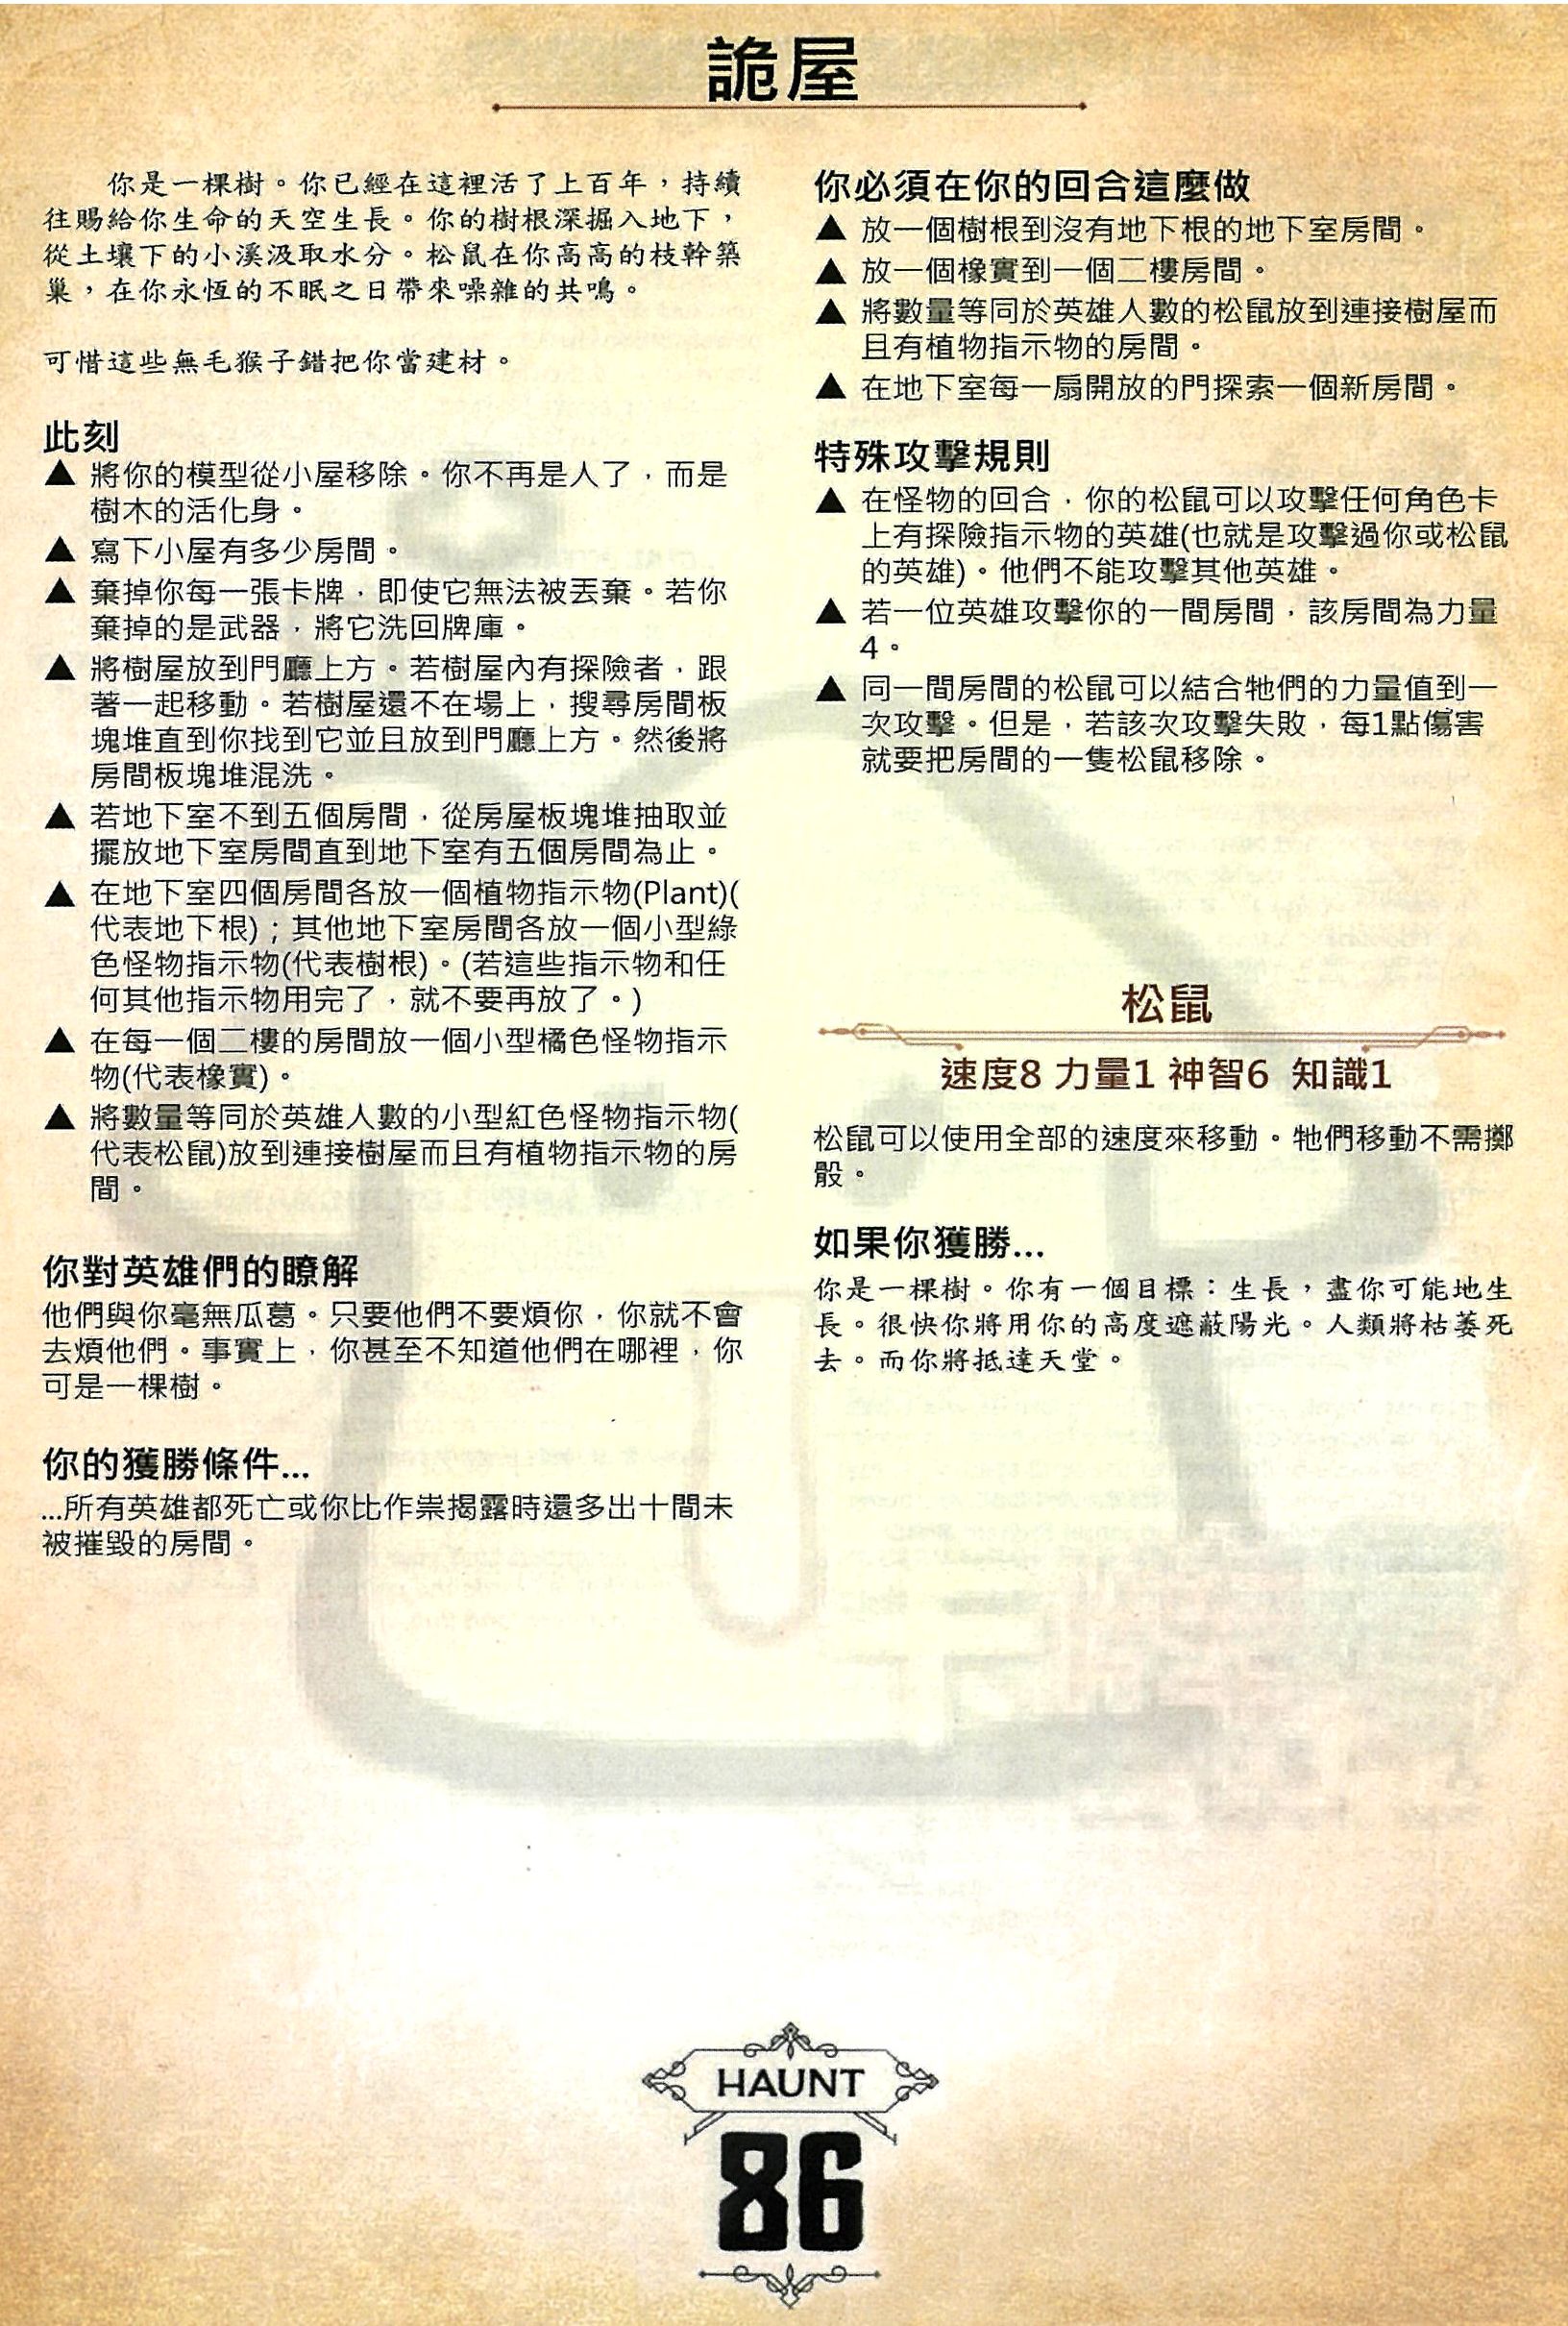 詭屋
你是一棵樹。你已經在這裡活了上百年，持續
往賜給你生命的天空生長。你的樹根深掘入地下，
從土壤下的小溪汲取水分。松鼠在你高高的枝幹築
巢，在你永恆的不眠之日帶來噪雜的共鳴。
可惜這些無毛猴子錯把你當建材。
此刻
▲ 將你的模型從小屋移除。你不再是人了，而是
樹木的活化身。
▲ 寫下小屋有多少房間。
▲ 棄掉你每一張卡牌，即使它無法被丟棄。若你
棄掉的是武器，將它洗回牌庫。
▲ 將樹屋放到門廳上方。若樹屋內有探險者，跟
著一起移動。若樹屋還不在場上，搜尋房間板
塊堆直到你找到它並且放到門廳上方。然後將
房間板塊堆混洗。
▲ 若地下室不到五個房間，從房屋板塊堆抽取並
擺放地下室房間直到地下室有五個房間為止。
▲ 在地下室四個房間各放一個植物指示物(Plant)(
代表地下根)；其他地下室房間各放一個小型綠
色怪物指示物(代表樹根)。(若這些指示物和任
何其他指示物用完了，就不要再放了。)
▲ 在每一個二樓的房間放一個小型橘色怪物指示
物(代表橡實)。
▲ 將數量等同於英雄人數的小型紅色怪物指示物(
代表松鼠)放到連接樹屋而且有植物指示物的房
間。
你對英雄們的瞭解
他們與你毫無瓜葛。只要他們不要煩你，你就不會
去煩他們。事實上，你甚至不知道他們在哪裡，你
可是一棵樹。
你的獲勝條件...
...所有英雄都死亡或你比作祟揭露時還多出十間未
被摧毀的房間。
你必須在你的回合這麼做
▲ 放一個樹根到沒有地下根的地下室房間。
▲ 放一個橡實到一個二樓房間。
▲ 將數量等同於英雄人數的松鼠放到連接樹屋而
且有植物指示物的房間。
▲ 在地下室每一扇開放的門探索一個新房間。
特殊攻擊規則
▲ 在怪物的回合，你的松鼠可以攻擊任何角色卡
上有探險指示物的英雄(也就是攻擊過你或松鼠
的英雄)。他們不能攻擊其他英雄。
▲ 若一位英雄攻擊你的一間房間，該房間為力量
4。
▲ 同一間房間的松鼠可以結合牠們的力量值到一
次攻擊。但是，若該次攻擊失敗，每1點傷害
就要把房間的一隻松鼠移除。
松鼠
速度8 力量1 神智6 知識1
松鼠可以使用全部的速度來移動。牠們移動不需擲
骰。
如果你獲勝...
你是一棵樹。你有一個目標：生長，盡你可能地生
長。很快你將用你的高度遮蔽陽光。人類將枯萎死
去。而你將抵達天堂。
HAUNT
86